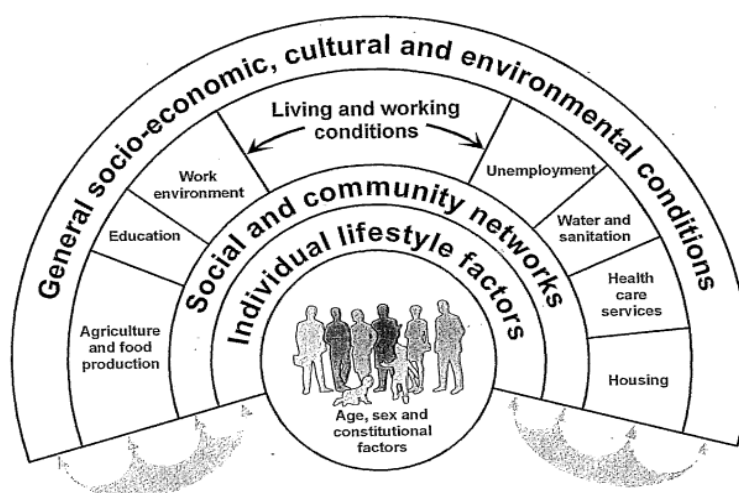 General socio-economic, cultural and environmental conditions
Living and working
conditions
Work
environment
Unemployment
Education
Water and
sanitation
Agriculture
and food
production
Health
care
services
Housing
Social and community networks
Individual lifestyle factors
Age, sex and
constitutional
factors